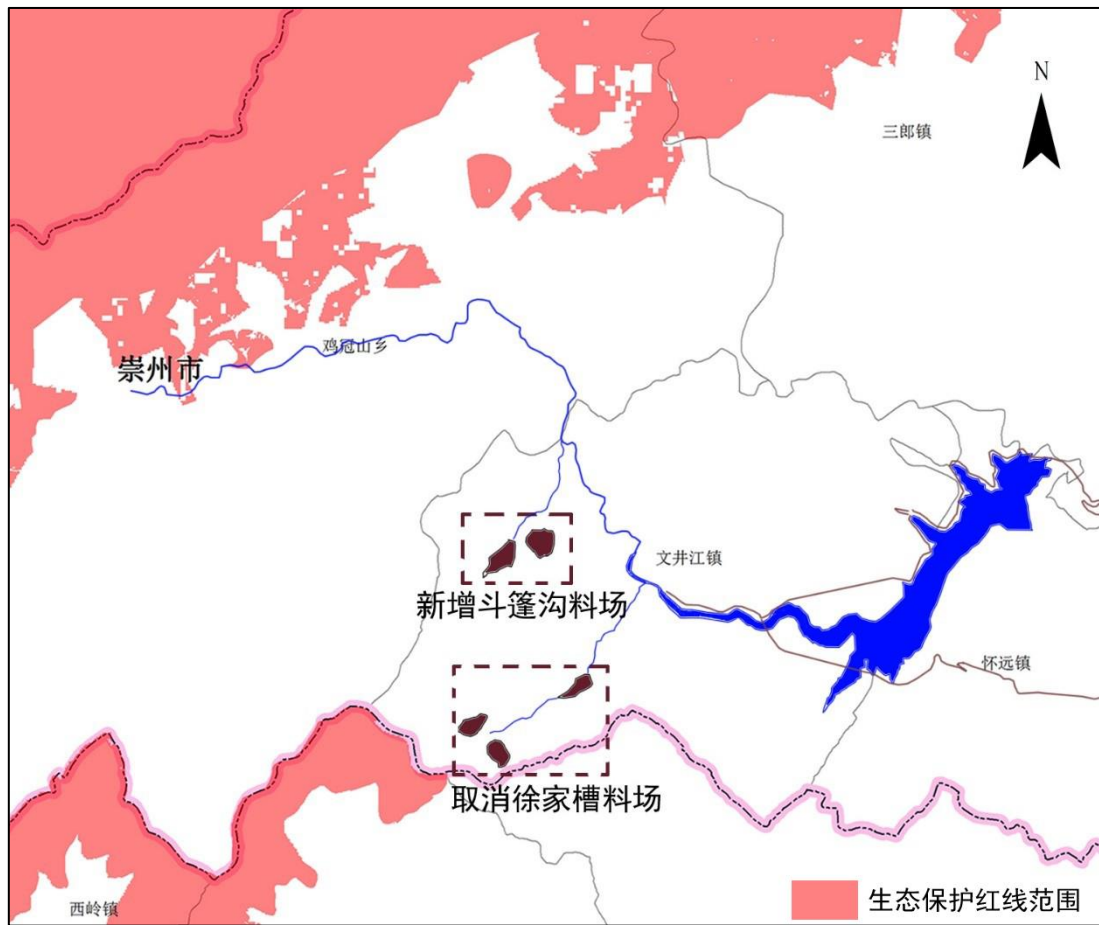 N
三郎镇
鸡冠山乡
崇州市
文井江镇
新增斗篷沟料场
怀远镇
取消徐家槽料场
西岭镇
生态保护红线范围